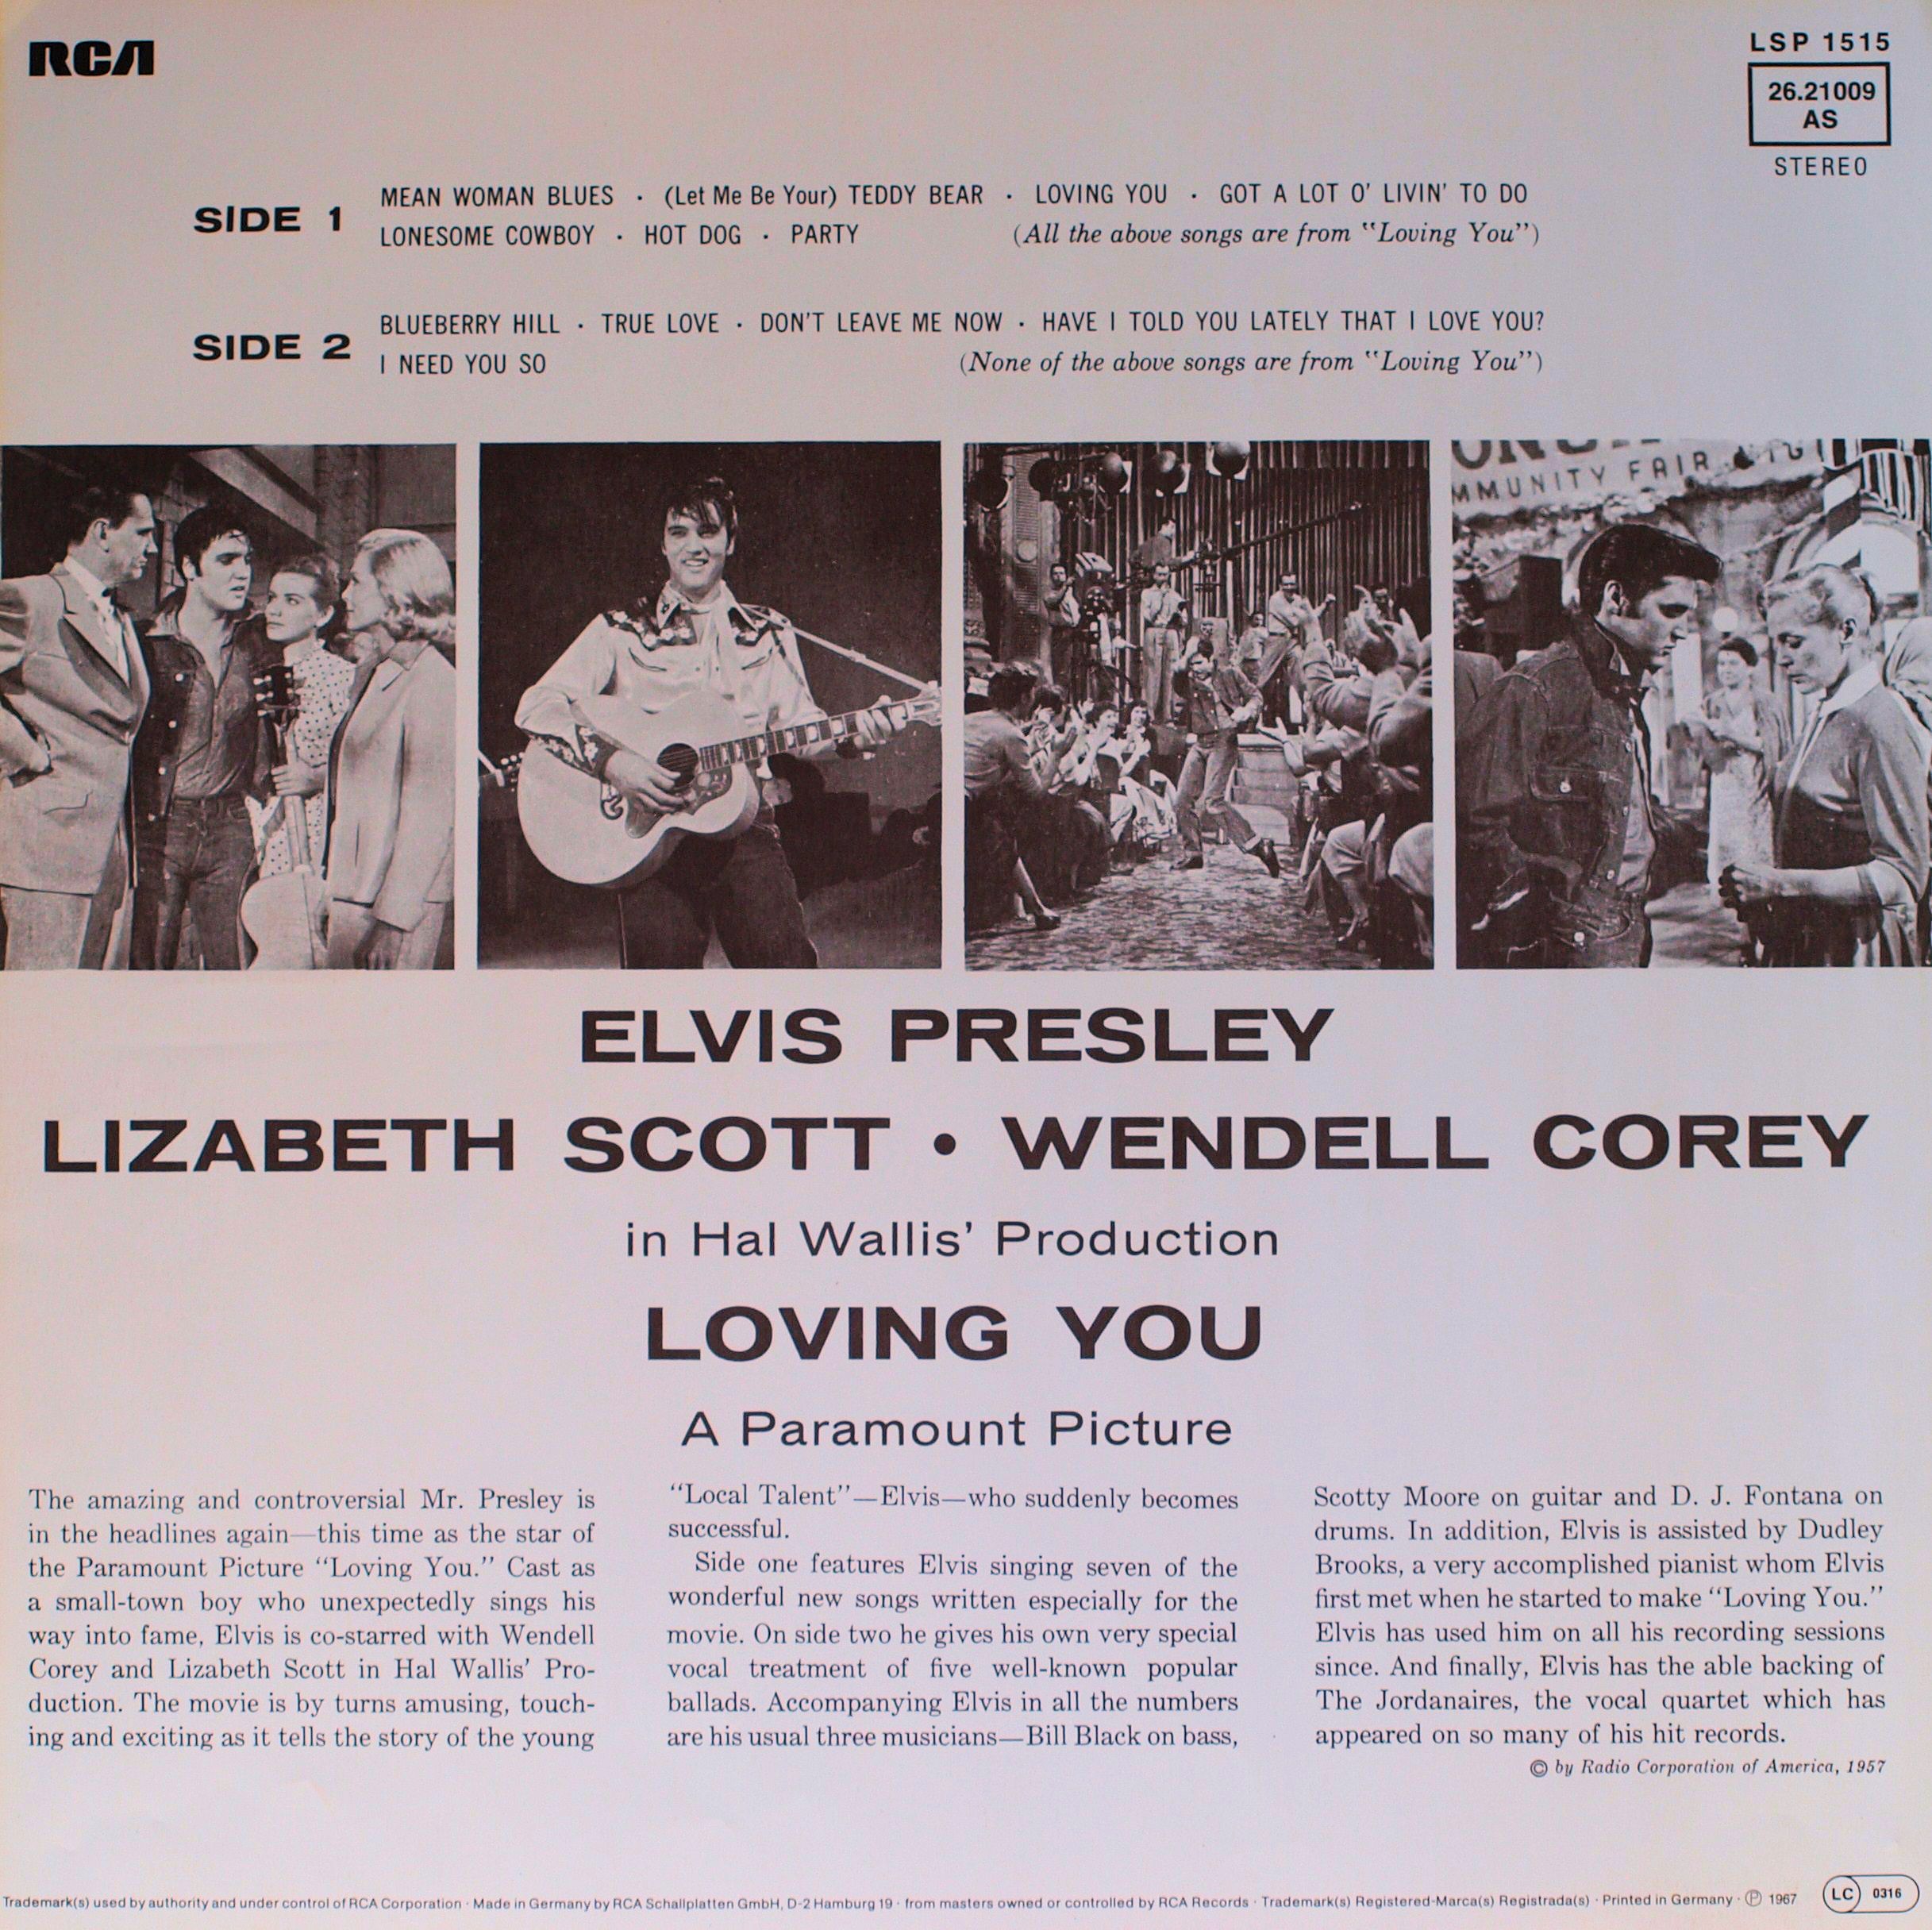 RCA
LSP 1515
26.21009
AS
STEREO
SIDE 1
MEAN WOMAN BLUES · (Let Me Be Your) TEDDY BEAR · LOVING YOU · GOT A LOT O' LIVIN' TO DO
LONESOME COWBOY · HOT DOG · PARTY (All the above songs are from "Loving You")
SIDE 2
BLUEBERRY HILL · TRUE LOVE · DON'T LEAVE ME NOW · HAVE I TOLD YOU LATELY THAT I LOVE YOU?
I NEED YOU SO (None of the above songs are from "Loving You")
MMUNITY FAIR
ELVIS PRESLEY
LIZABETH SCOTT • WENDELL COREY
in Hal Wallis' Production
LOVING YOU
A Paramount Picture
The amazing and controversial Mr. Presley is
in the headlines again—this time as the star of
the Paramount Picture "Loving You." Cast as
a small-town boy who unexpectedly sings his
way into fame, Elvis is co-starred with Wendell
Corey and Lizabeth Scott in Hal Wallis' Pro-
duction. The movie is by turns amusing, touch-
ing and exciting as it tells the story of the young
"Local Talent"—Elvis—who suddenly becomes
successful.
Side one features Elvis singing seven of the
wonderful new songs written especially for the
movie. On side two he gives his own very special
vocal treatment of five well-known popular
ballads. Accompanying Elvis in all the numbers
are his usual three musicians—Bill Black on bass,
Scotty Moore on guitar and D. J. Fontana on
drums. In addition, Elvis is assisted by Dudley
Brooks, a very accomplished pianist whom Elvis
first met when he started to make "Loving You."
Elvis has used him on all his recording sessions
since. And finally, Elvis has the able backing of
The Jordanaires, the vocal quartet which has
appeared on so many of his hit records.
© by Radio Corporation of America, 1957
Trademark(s) used by authority and under control of RCA Corporation · Made in Germany by RCA Schallplatten GmbH, D-2 Hamburg 19 · from masters owned or controlled by RCA Records · Trademark(s) Registered-Marca(s) Registrada(s) · Printed in Germany · ℗ 1967
LC 0316